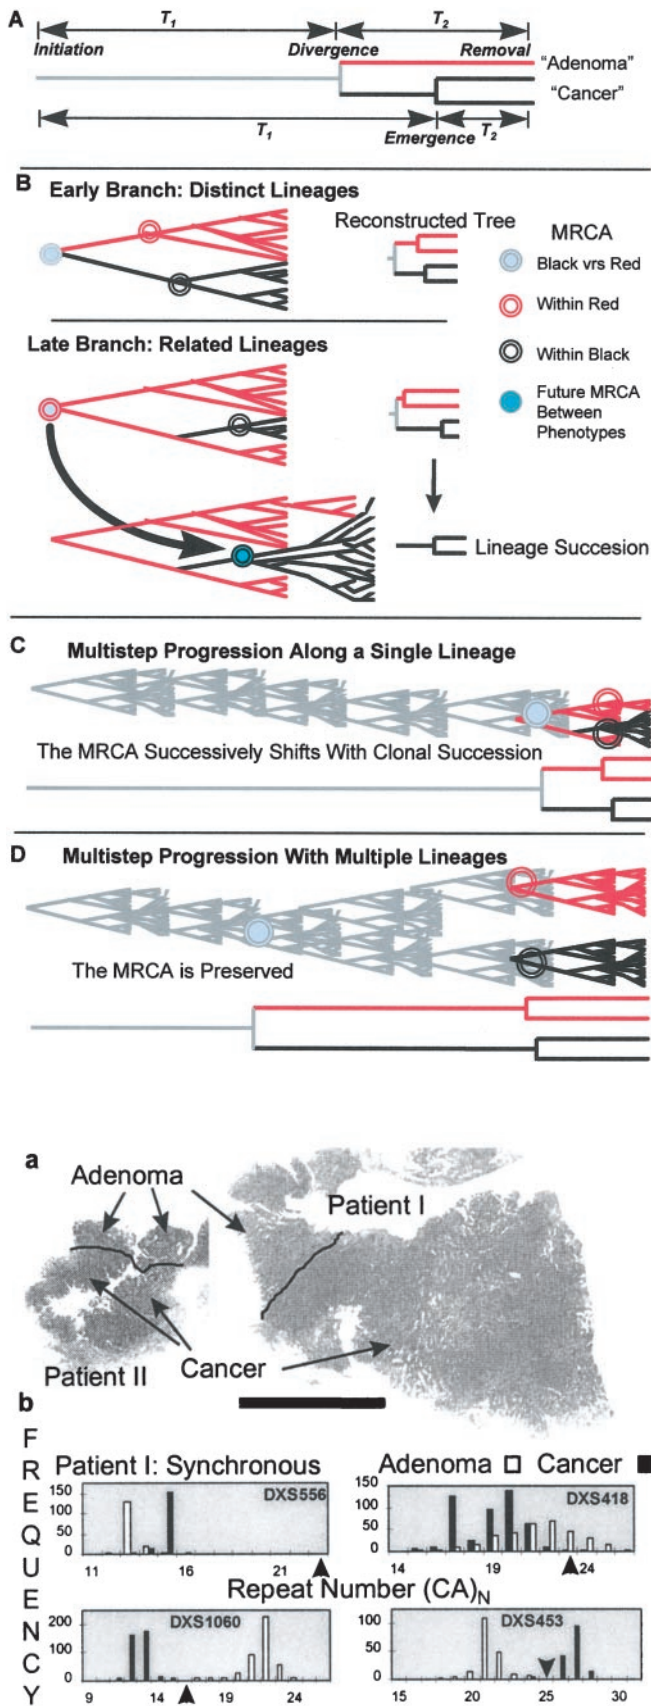 A
T1
T2
Initiation
Divergence
Removal
"Adenoma"
"Cancer"
T1
Emergence
T2
B
Early Branch: Distinct Lineages
Reconstructed Tree
MRCA
Black vrs Red
Within Red
Within Black
Future MRCA
Between
Phenotypes
Late Branch: Related Lineages
Lineage Succesion
C
Multistep Progression Along a Single Lineage
The MRCA Successively Shifts With Clonal Succession
D
Multistep Progression With Multiple Lineages
The MRCA is Preserved
a
Adenoma
Patient I
Cancer
Patient II
b
FREQUENCY
Patient I: Synchronous
Adenoma Cancer
DXS556
150
100
50
0
11 16 21
DXS418
150
100
50
0
14 19 24
Repeat Number (CA)N
DXS1060
200
100
0
9 14 19 24
DXS453
100
50
0
15 20 25 30